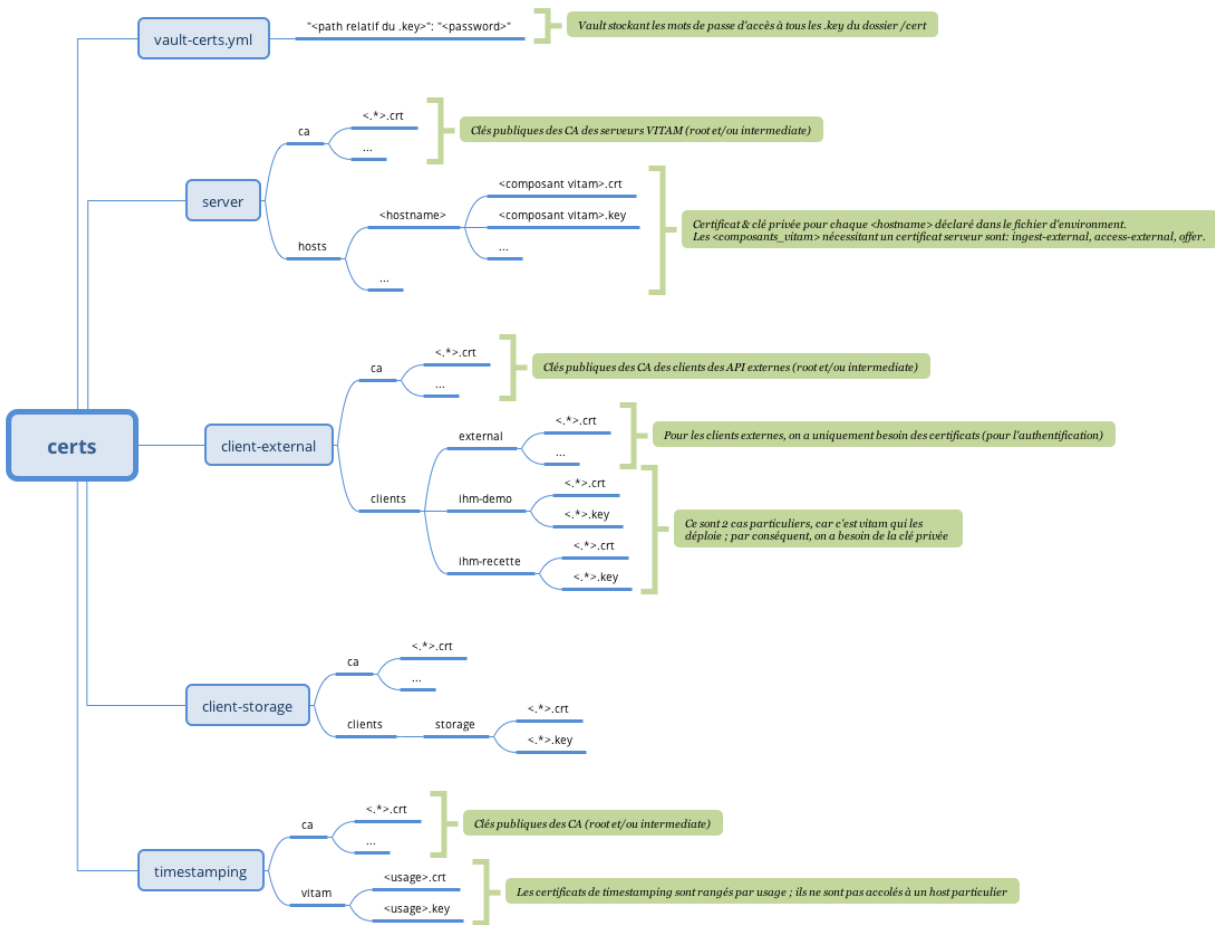 vault-certs.yml
"<path relatif du .key>": "<password>"
Vault stockant les mots de passe d'accès à tous les .key du dossier /cert
server
ca
<.*>.crt
...
Clés publiques des CA des serveurs VITAM (root et/ou intermediate)
hosts
<hostname>
<composant vitam>.crt
<composant vitam>.key
...
...
Certificat & clé privée pour chaque <hostname> déclaré dans le fichier d'environment.
Les <composants_vitam> nécessitant un certificat serveur sont: ingest-external, access-external, offer.
certs
client-external
ca
<.*>.crt
...
Clés publiques des CA des clients des API externes (root et/ou intermediate)
clients
external
<.*>.crt
...
Pour les clients externes, on a uniquement besoin des certificats (pour l'authentification)
ihm-demo
<.*>.crt
<.*>.key
ihm-recette
<.*>.crt
<.*>.key
Ce sont 2 cas particuliers, car c'est vitam qui les
déploie ; par conséquent, on a besoin de la clé privée
client-storage
ca
<.*>.crt
...
clients
storage
<.*>.crt
<.*>.key
timestamping
ca
<.*>.crt
...
Clés publiques des CA (root et/ou intermediate)
vitam
<usage>.crt
<usage>.key
Les certificats de timestamping sont rangés par usage ; ils ne sont pas accolés à un host particulier